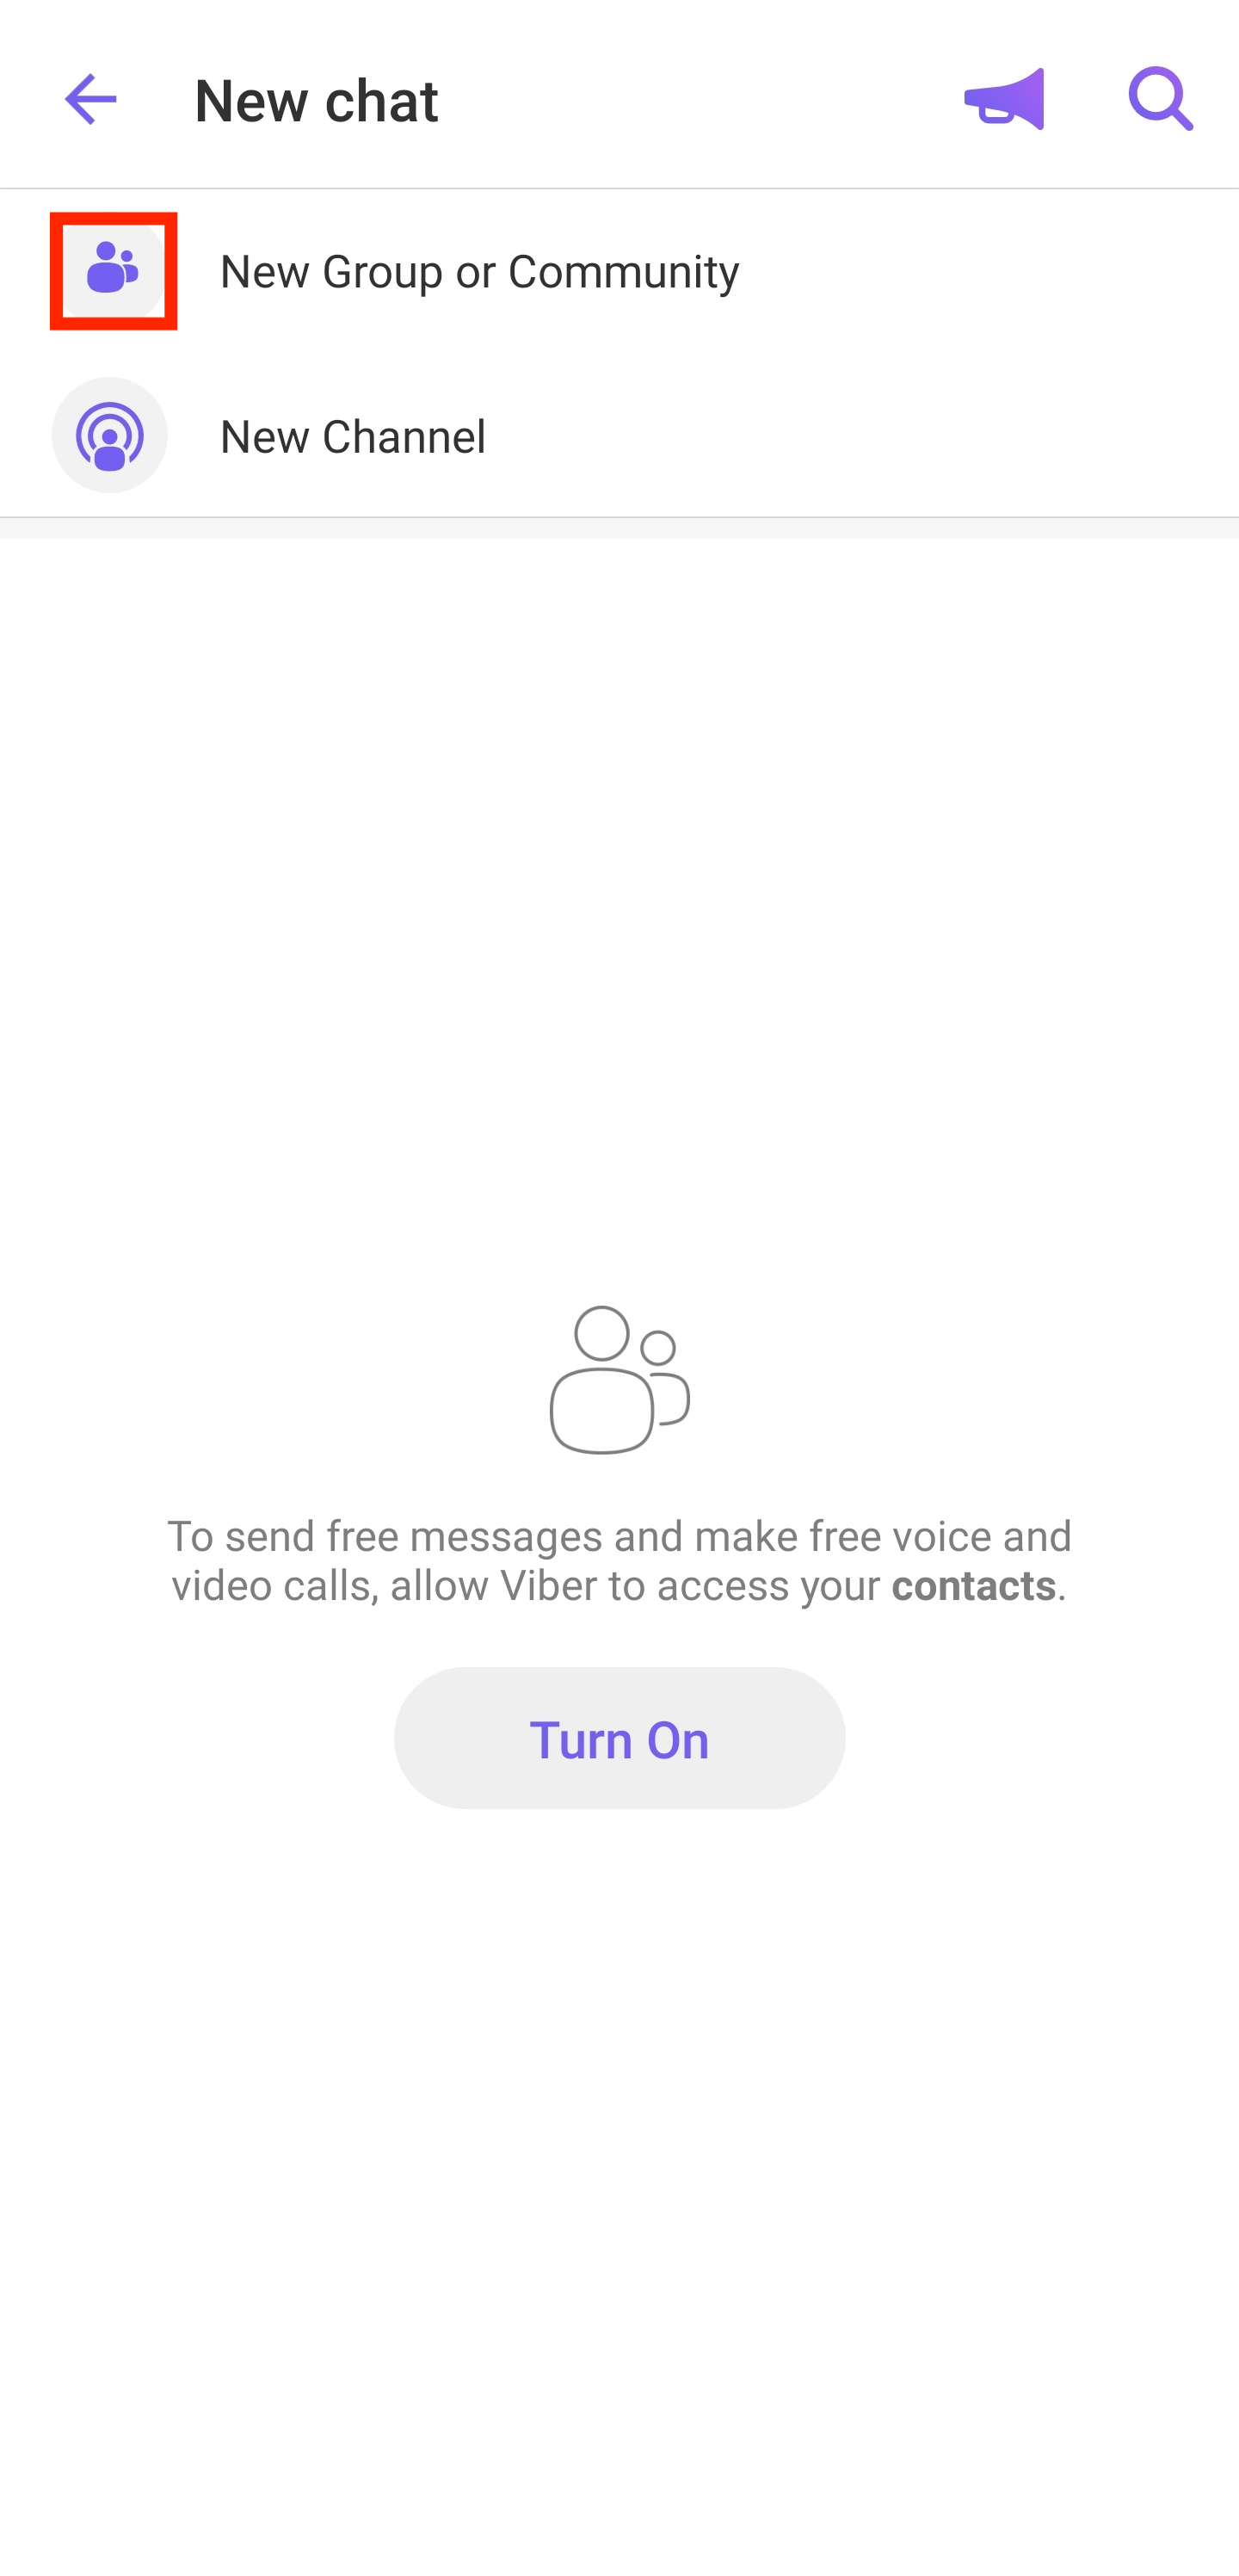 New chat
New Group or Community
New Channel
To send free messages and make free voice and
video calls, allow Viber to access your contacts.
Turn On